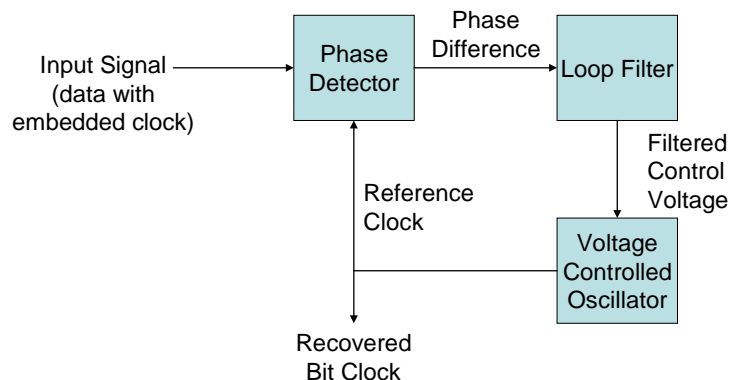 Phase
Difference
Input Signal
(data with
embedded clock)
Phase
Detector
Loop Filter
Filtered
Control
Voltage
Reference
Clock
Voltage
Controlled
Oscillator
Recovered
Bit Clock